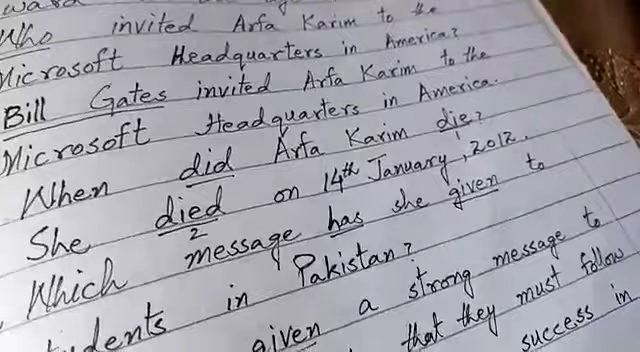 Who invited Arfa Karim to the
Microsoft Headquarters in America?
Bill Gates invited Arfa Karim to the
Microsoft Headquarters in America.
When did Arfa Karim die?
She died on 14th January, 2012.
2
Which message has she given to
in Pakistan?
given a strong message to
that they must follow
success in